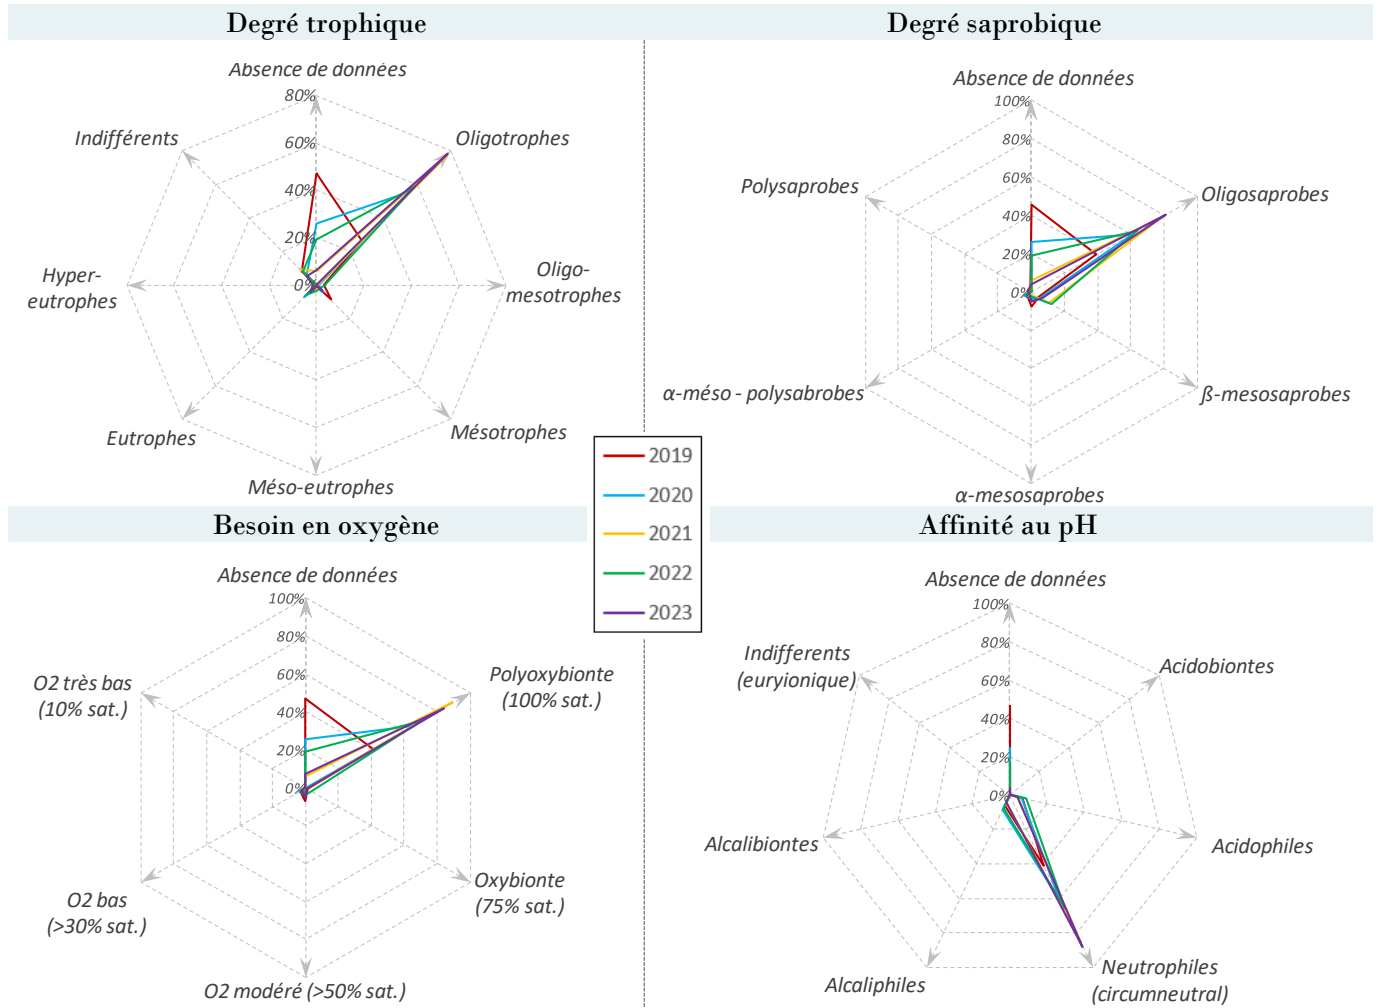 Degré trophique
Absence de données
80%
60%
40%
20%
0%
Oligotrophes
Oligo-
mesotrophes
Mésotrophes
Méso-eutrophes
Eutrophes
Hyper-
eutrophes
Indifférents
Degré saprobique
Absence de données
100%
80%
60%
40%
20%
0%
Oligosaprobes
ß-mesosaprobes
α-mesosaprobes
α-méso - polysabrobes
Polysaprobes
2019
2020
2021
2022
2023
Besoin en oxygène
Absence de données
100%
80%
60%
40%
20%
0%
Polyoxybionte
(100% sat.)
Oxybionte
(75% sat.)
O2 modéré (>50% sat.)
O2 bas
(>30% sat.)
O2 très bas
(10% sat.)
Affinité au pH
Absence de données
100%
80%
60%
40%
20%
0%
Acidobiontes
Acidophiles
Neutrophiles
(circumneutral)
Alcaliphiles
Alcalibiontes
Indifferents
(euryionique)